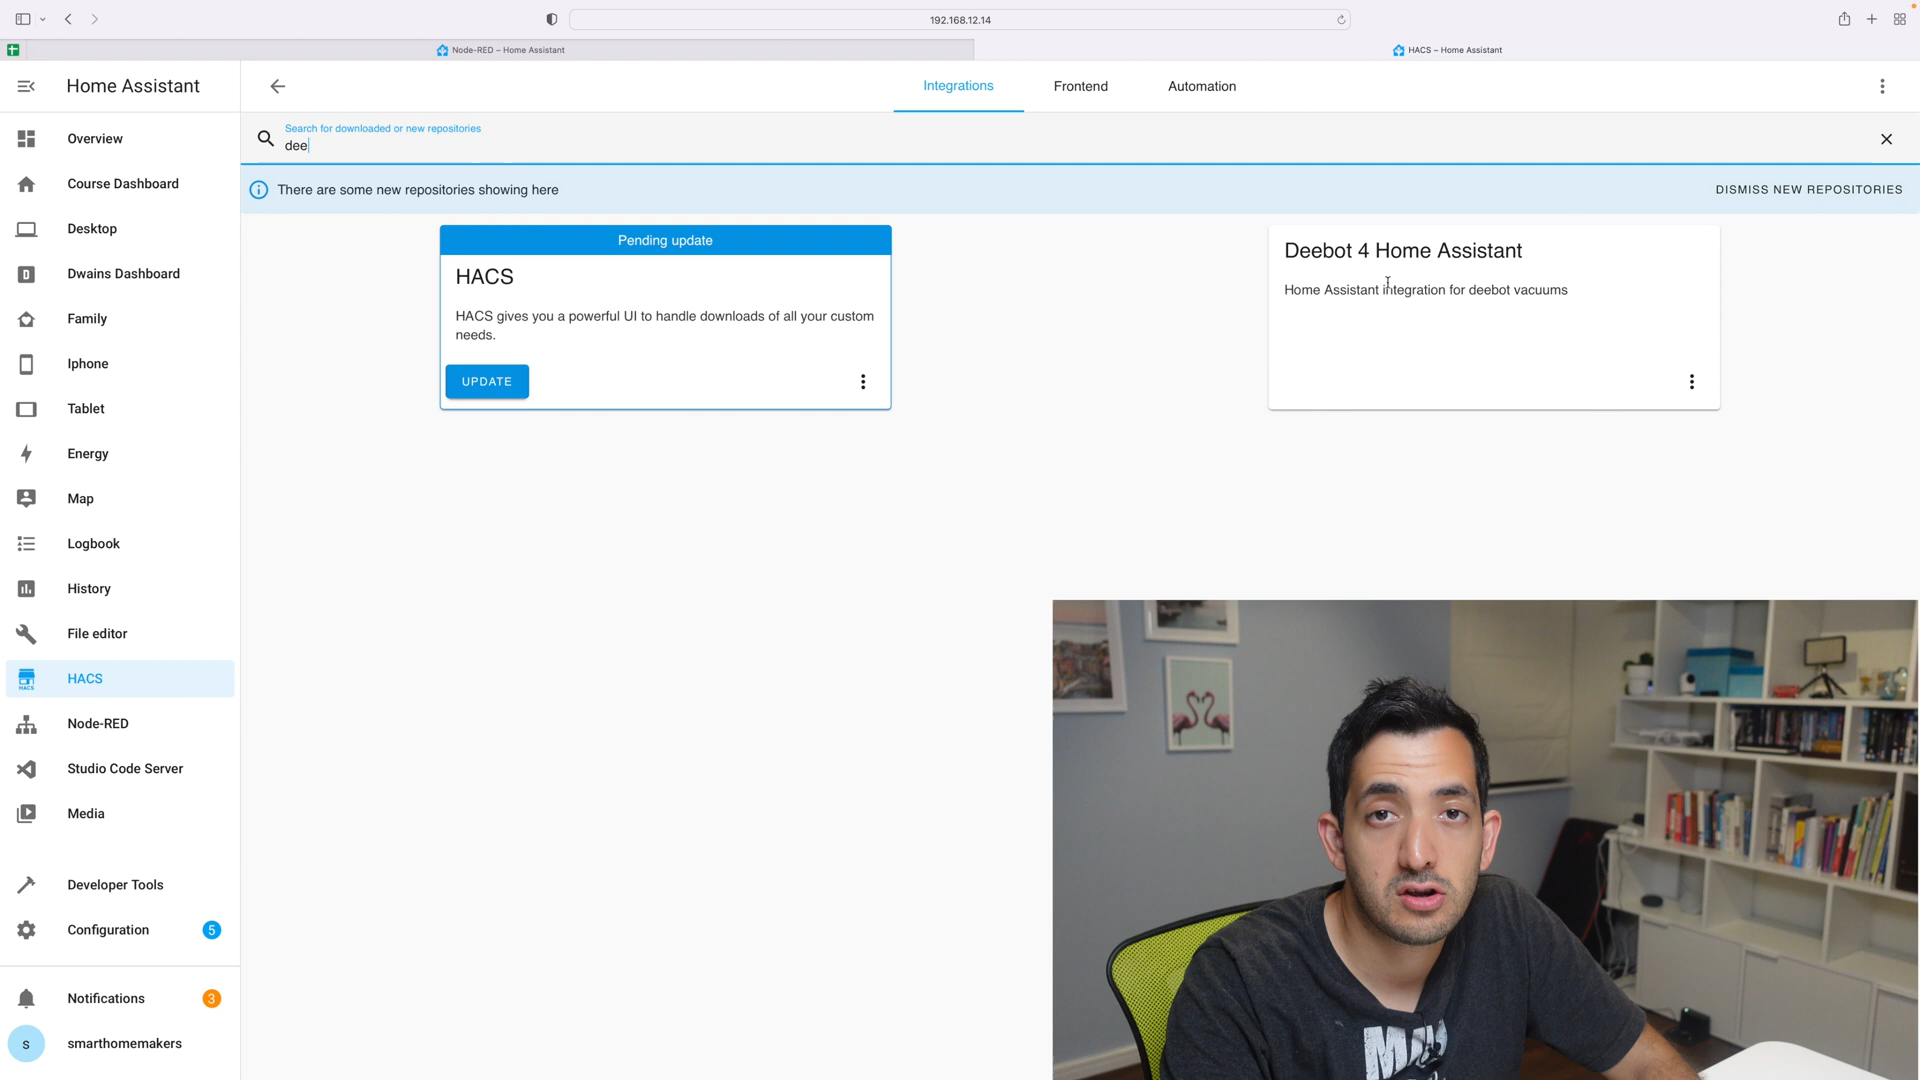 192.168.12.14
Node-RED – Home Assistant
HACS – Home Assistant
Home Assistant
Integrations
Frontend
Automation
Search for downloaded or new repositories
dee
There are some new repositories showing here
DISMISS NEW REPOSITORIES
Overview
Course Dashboard
Desktop
D
Dwains Dashboard
Family
Iphone
Tablet
Energy
Map
Logbook
History
File editor
HACS
HACS
Node-RED
Studio Code Server
Media
Developer Tools
Configuration
5
Notifications
3
s
smarthomemakers
Pending update
HACS
HACS gives you a powerful UI to handle downloads of all your custom
needs.
UPDATE
Deebot 4 Home Assistant
Home Assistant integration for deebot vacuums